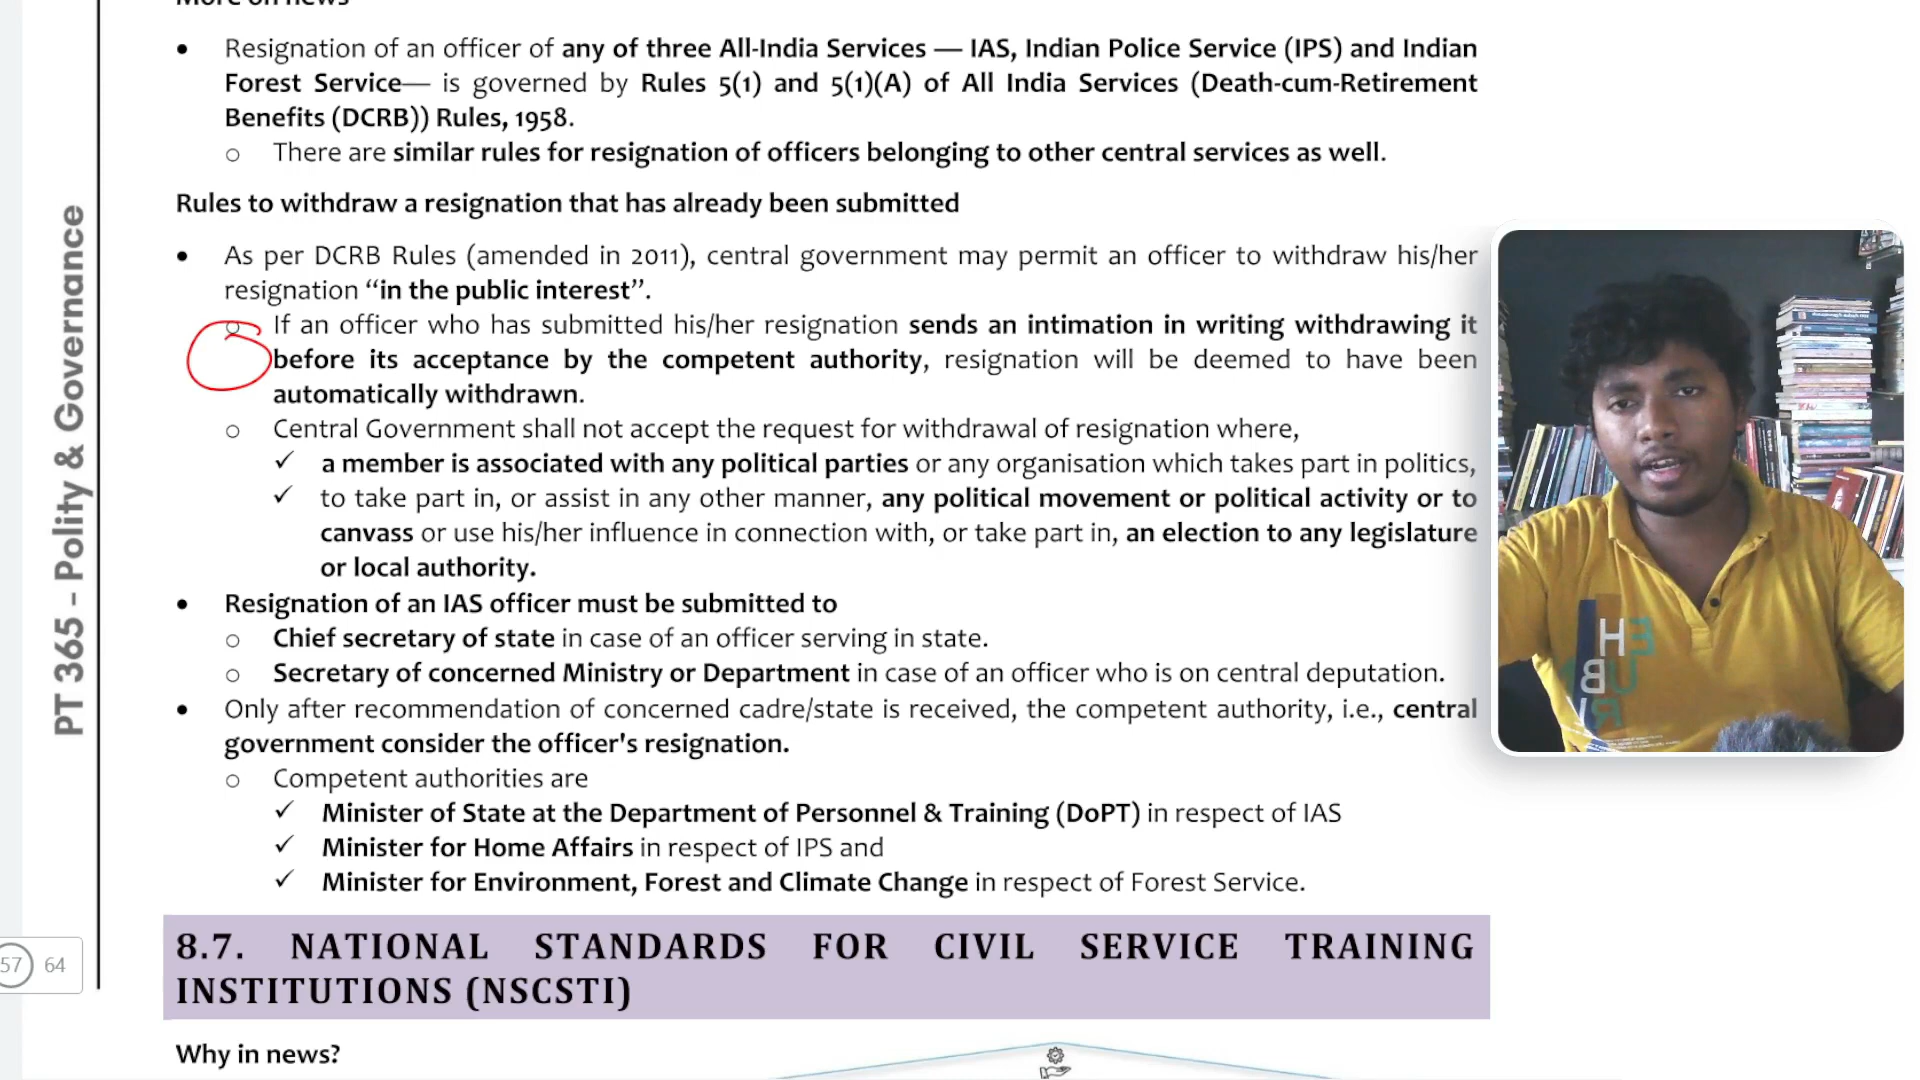 More on news
• Resignation of an officer of any of three All-India Services — IAS, Indian Police Service (IPS) and Indian
Forest Service— is governed by Rules 5(1) and 5(1)(A) of All India Services (Death-cum-Retirement
Benefits (DCRB)) Rules, 1958.
o There are similar rules for resignation of officers belonging to other central services as well.
Rules to withdraw a resignation that has already been submitted
• As per DCRB Rules (amended in 2011), central government may permit an officer to withdraw his/her
resignation “in the public interest”.
o If an officer who has submitted his/her resignation sends an intimation in writing withdrawing it
before its acceptance by the competent authority, resignation will be deemed to have been
automatically withdrawn.
o Central Government shall not accept the request for withdrawal of resignation where,
✓ a member is associated with any political parties or any organisation which takes part in politics,
✓ to take part in, or assist in any other manner, any political movement or political activity or to
canvass or use his/her influence in connection with, or take part in, an election to any legislature
or local authority.
• Resignation of an IAS officer must be submitted to
o Chief secretary of state in case of an officer serving in state.
o Secretary of concerned Ministry or Department in case of an officer who is on central deputation.
• Only after recommendation of concerned cadre/state is received, the competent authority, i.e., central
government consider the officer's resignation.
o Competent authorities are
✓ Minister of State at the Department of Personnel & Training (DoPT) in respect of IAS
✓ Minister for Home Affairs in respect of IPS and
✓ Minister for Environment, Forest and Climate Change in respect of Forest Service.
8.7. NATIONAL STANDARDS FOR CIVIL SERVICE TRAINING
INSTITUTIONS (NSCSTI)
Why in news?
PT 365 – Polity & Governance
57 64